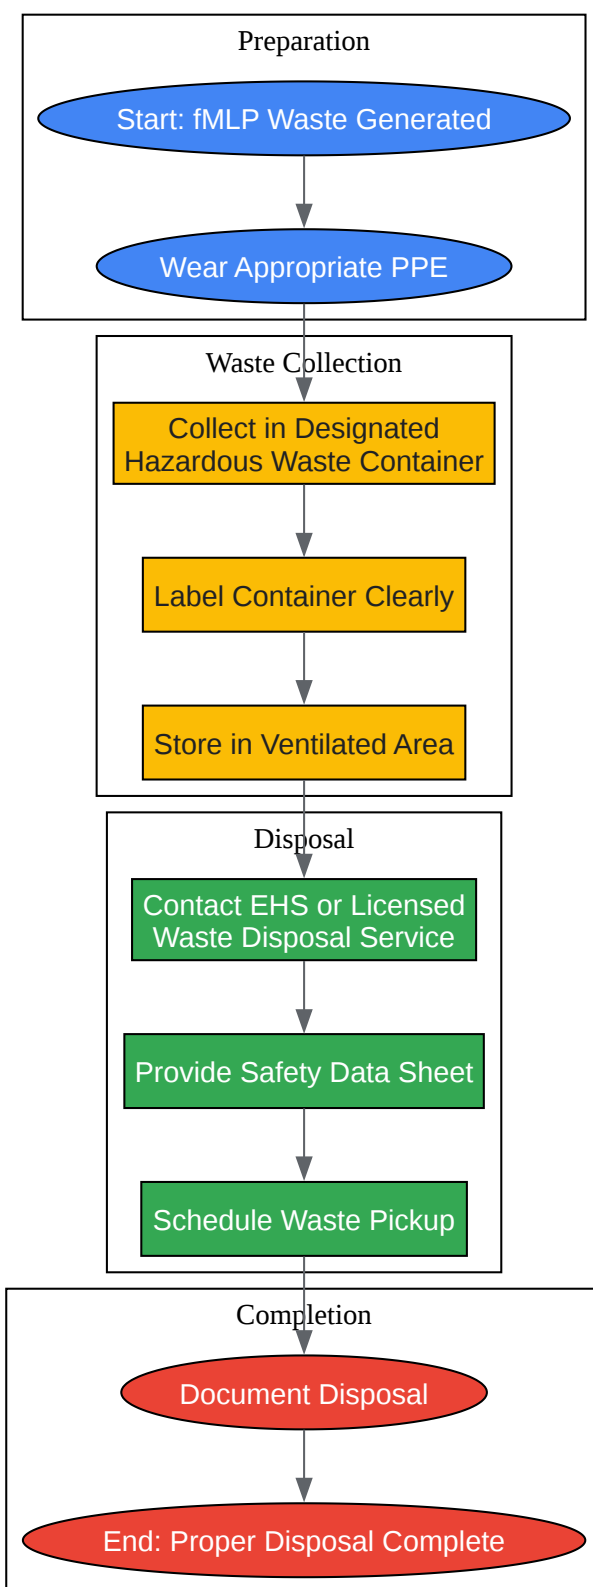 Preparation
Start: fMLP Waste Generated
Wear Appropriate PPE
Waste Collection
Collect in Designated
Hazardous Waste Container
Label Container Clearly
Store in Ventilated Area
Disposal
Contact EHS or Licensed
Waste Disposal Service
Provide Safety Data Sheet
Schedule Waste Pickup
Completion
Document Disposal
End: Proper Disposal Complete